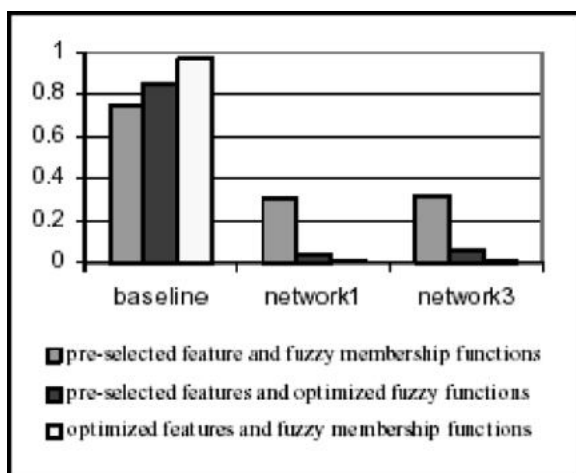 1
0.8
0.6
0.4
0.2
0
baseline network1 network3
pre-selected feature and fuzzy membership functions
pre-selected features and optimized fuzzy functions
optimized features and fuzzy membership functions